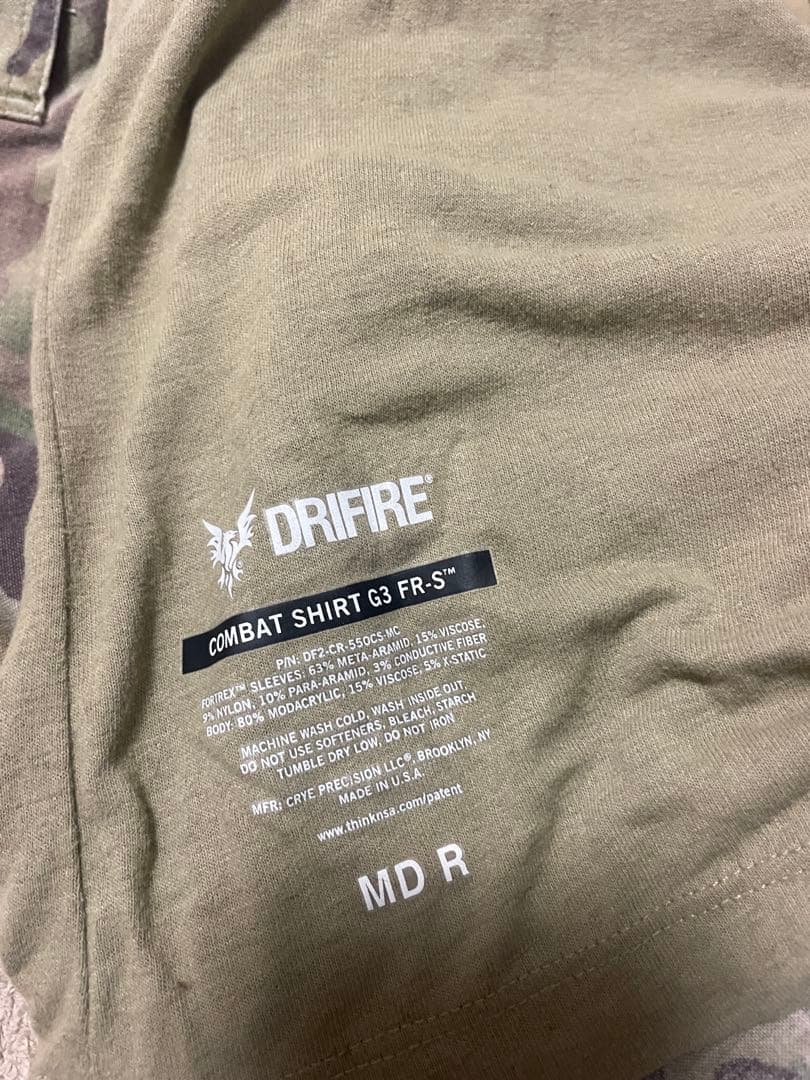 DRIFIRE®
COMBAT SHIRT G3 FR-S™
P/N: DF2-CR-550CS-MC
FORTREX™ SLEEVES: 63% META-ARAMID, 15% VISCOSE,
9% NYLON, 10% PARA-ARAMID, 3% CONDUCTIVE FIBER
BODY: 80% MODACRYLIC, 15% VISCOSE, 5% X-STATIC
MACHINE WASH COLD, WASH INSIDE OUT
DO NOT USE SOFTENERS, BLEACH, STARCH
TUMBLE DRY LOW, DO NOT IRON
MFR: CRYE PRECISION LLC®, BROOKLYN, NY
MADE IN U.S.A.
www.thinknsa.com/patent
MD R